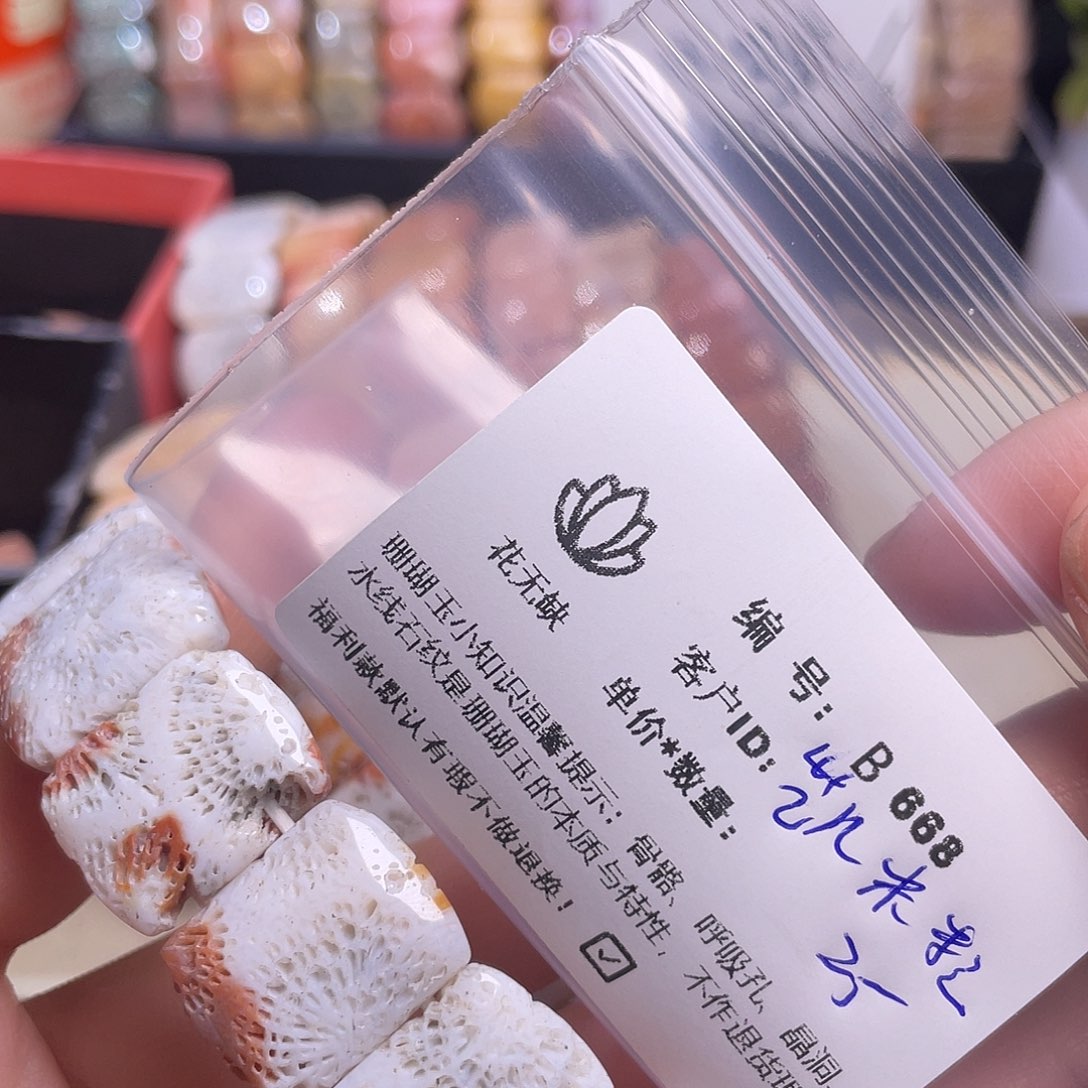 花无缺
编 号: B 668
客户ID:
单价*数量:
珊瑚玉小知识温馨提示: 骨骼、呼吸孔、晶洞
水线石纹是珊瑚玉的本质与特性, 不作退货理
福利款默认有瑕不做退换! ☑